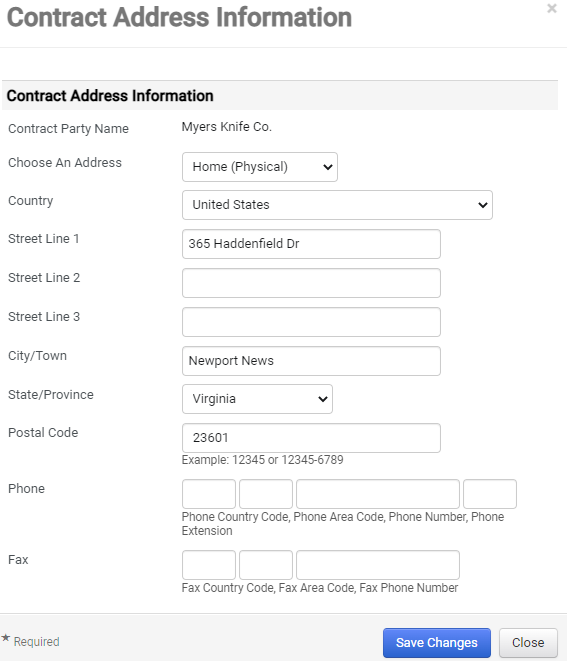 Contract Address Information
×
Contract Address Information
Contract Party Name Myers Knife Co.
Choose An Address Home (Physical)
Country United States
Street Line 1 365 Haddenfield Dr
Street Line 2
Street Line 3
City/Town Newport News
State/Province Virginia
Postal Code 23601
Example: 12345 or 12345-6789
Phone
Phone Country Code, Phone Area Code, Phone Number, Phone
Extension
Fax
Fax Country Code, Fax Area Code, Fax Phone Number
* Required Save Changes Close